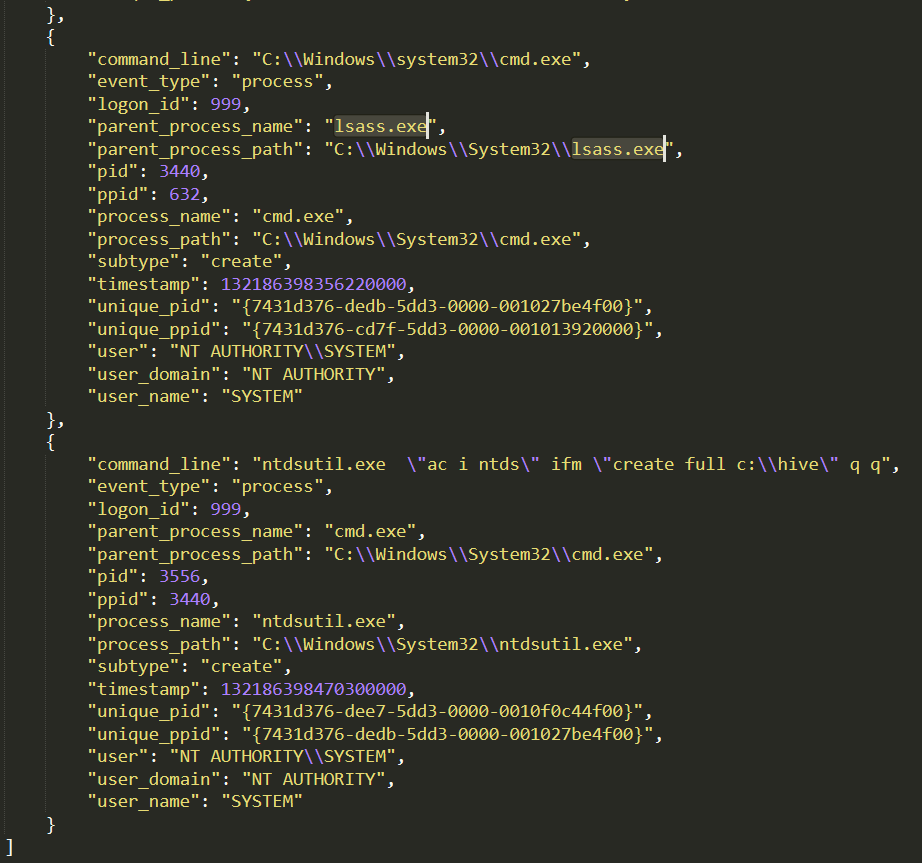 },
{
"command_line": "C:\\Windows\\system32\\cmd.exe",
"event_type": "process",
"logon_id": 999,
"parent_process_name": "lsass.exe",
"parent_process_path": "C:\\Windows\\System32\\lsass.exe",
"pid": 3440,
"ppid": 632,
"process_name": "cmd.exe",
"process_path": "C:\\Windows\\System32\\cmd.exe",
"subtype": "create",
"timestamp": 132186398356220000,
"unique_pid": "{7431d376-dedb-5dd3-0000-001027be4f00}",
"unique_ppid": "{7431d376-cd7f-5dd3-0000-001013920000}",
"user": "NT AUTHORITY\\SYSTEM",
"user_domain": "NT AUTHORITY",
"user_name": "SYSTEM"
},
{
"command_line": "ntdsutil.exe  \"ac i ntds\" ifm \"create full c:\\hive\" q q",
"event_type": "process",
"logon_id": 999,
"parent_process_name": "cmd.exe",
"parent_process_path": "C:\\Windows\\System32\\cmd.exe",
"pid": 3556,
"ppid": 3440,
"process_name": "ntdsutil.exe",
"process_path": "C:\\Windows\\System32\\ntdsutil.exe",
"subtype": "create",
"timestamp": 132186398470300000,
"unique_pid": "{7431d376-dee7-5dd3-0000-0010f0c44f00}",
"unique_ppid": "{7431d376-dedb-5dd3-0000-001027be4f00}",
"user": "NT AUTHORITY\\SYSTEM",
"user_domain": "NT AUTHORITY",
"user_name": "SYSTEM"
}
]